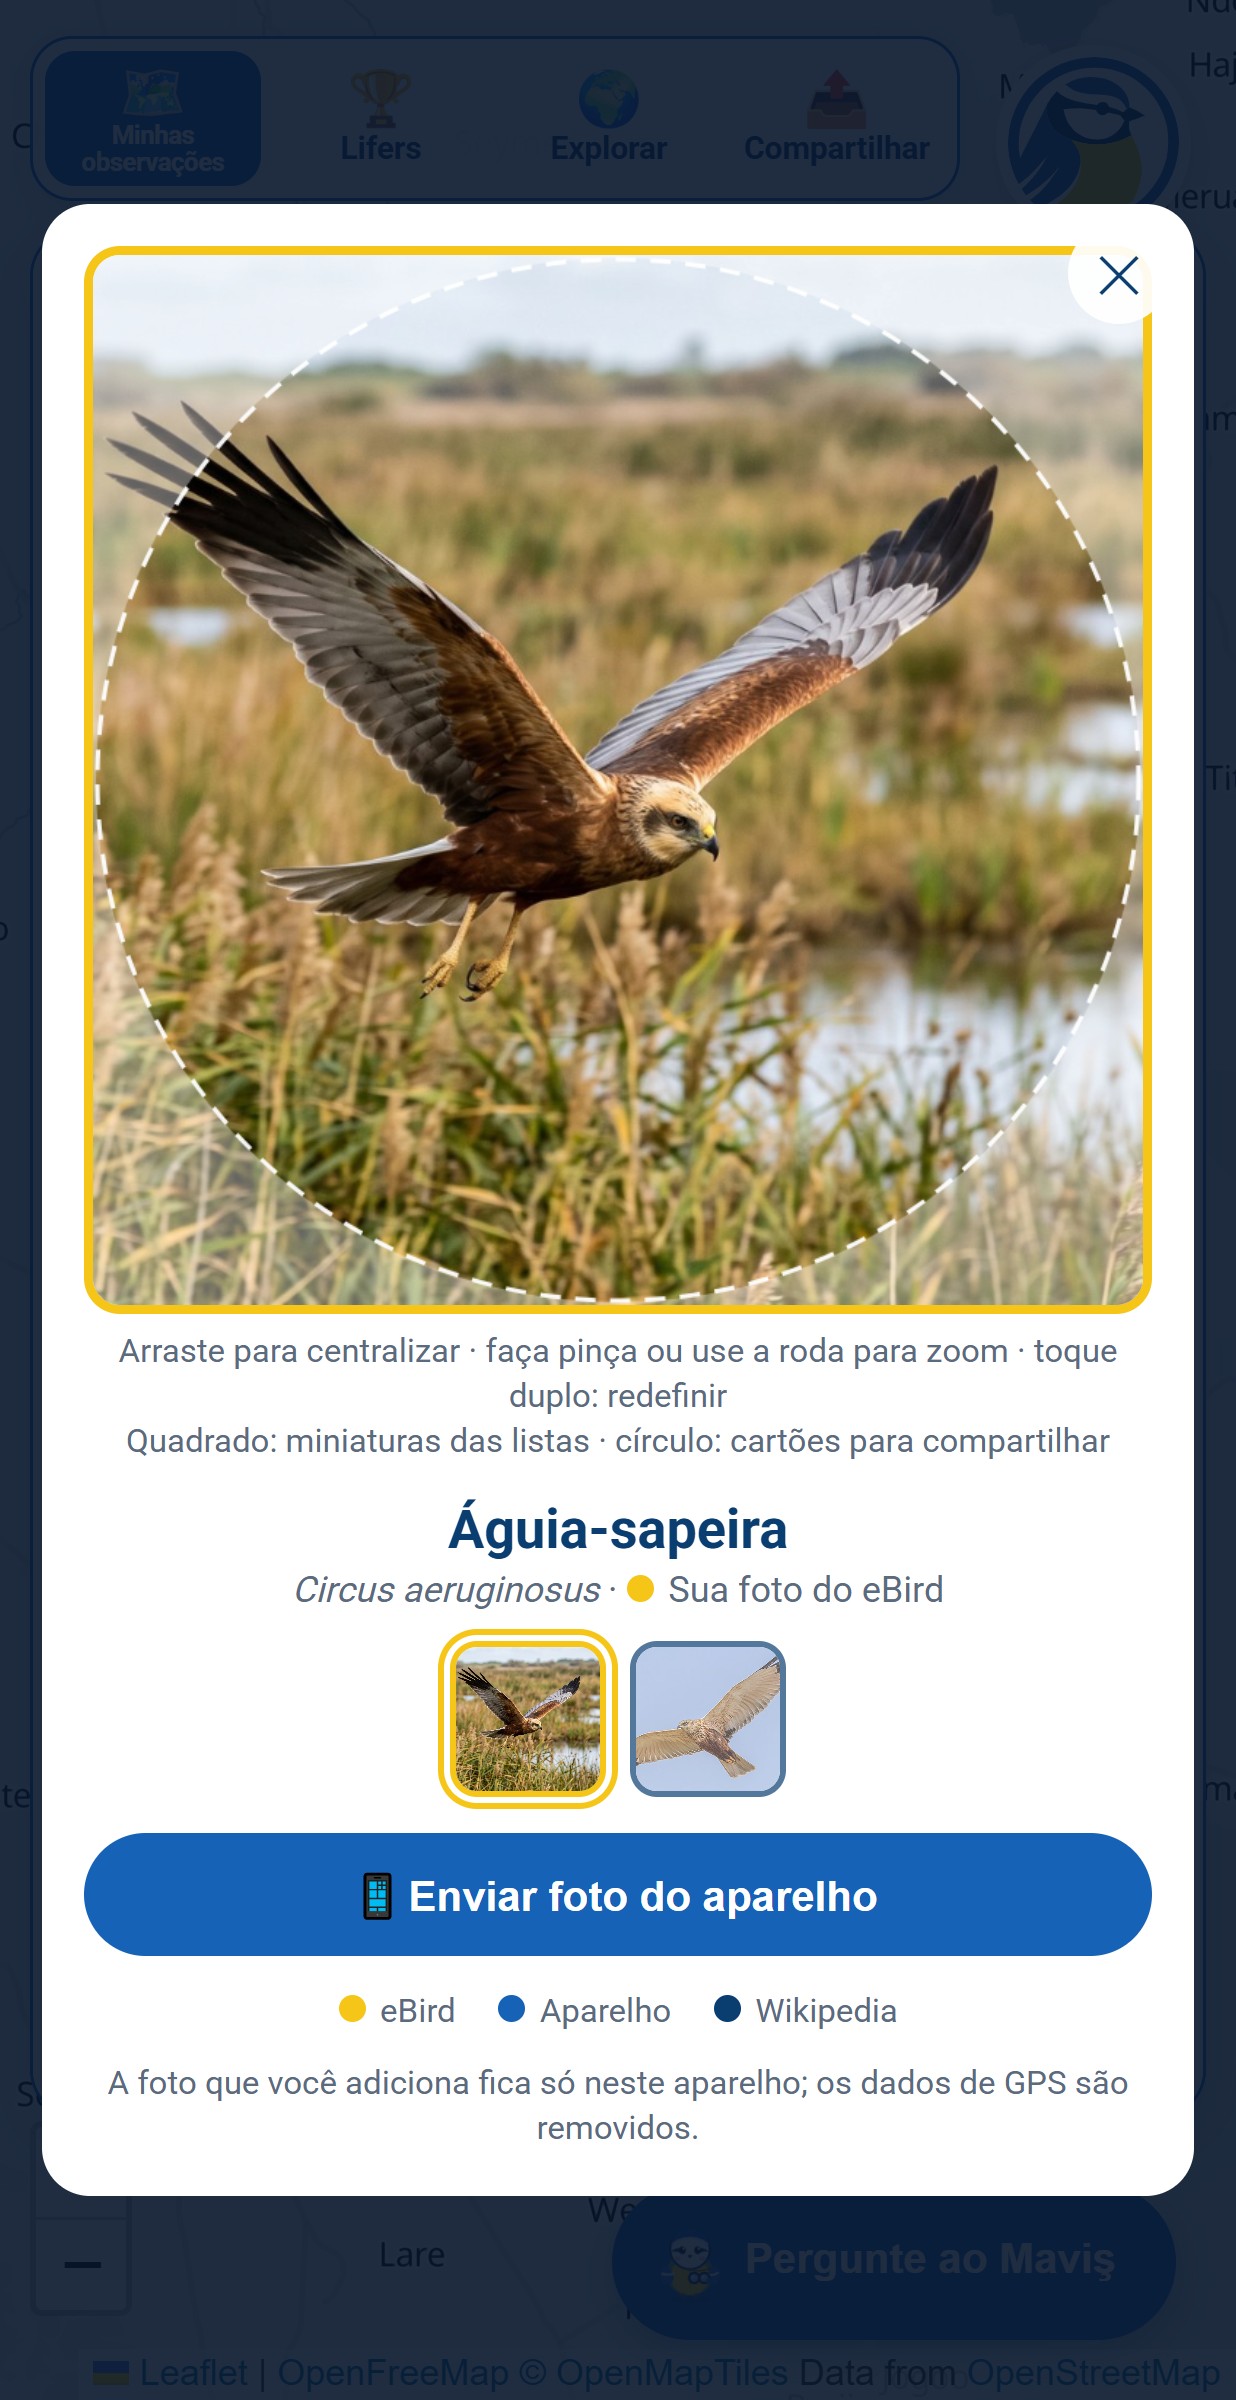 Minhas
observações
Lifers
Explorar
Compartilhar
Haj
Arraste para centralizar · faça pinça ou use a roda para zoom · toque
duplo: redefinir
Quadrado: miniaturas das listas · círculo: cartões para compartilhar
Águia-sapeira
Circus aeruginosus · Sua foto do eBird
📱 Enviar foto do aparelho
eBird
Aparelho
Wikipedia
A foto que você adiciona fica só neste aparelho; os dados de GPS são
removidos.
Lare
Pergunte ao Maviş
Leaflet | OpenFreeMap © OpenMapTiles Data from OpenStreetMap